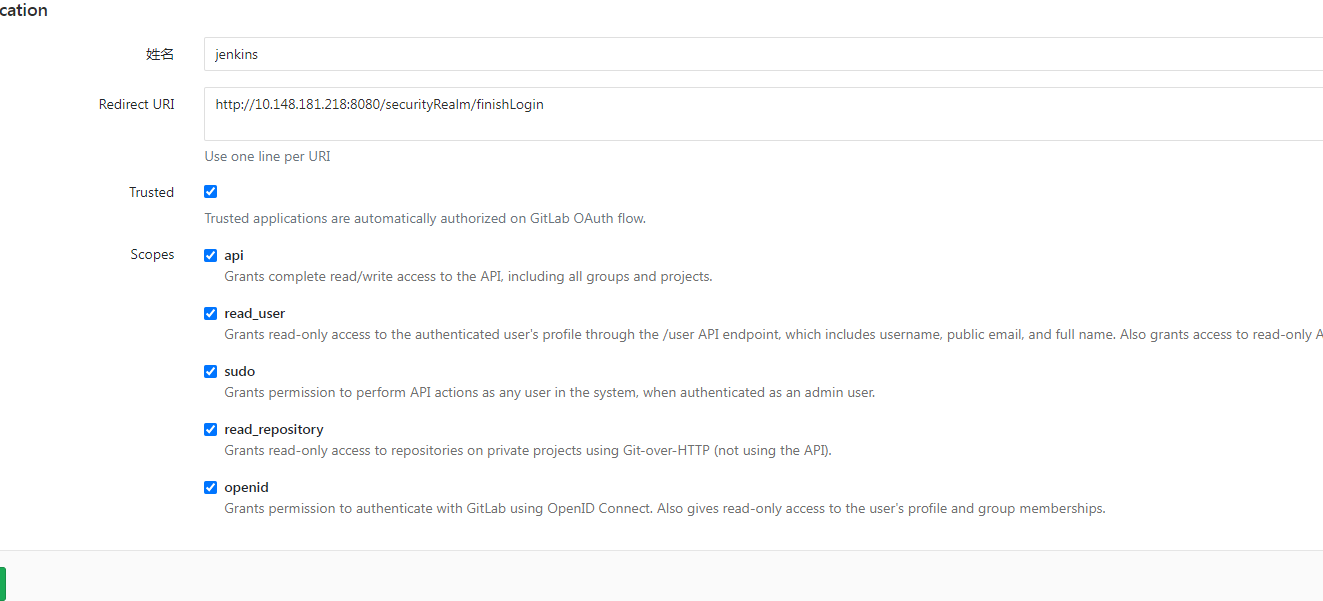 cation
姓名
jenkins
Redirect URI
http://10.148.181.218:8080/securityRealm/finishLogin
Use one line per URI
Trusted
Trusted applications are automatically authorized on GitLab OAuth flow.
Scopes
api
Grants complete read/write access to the API, including all groups and projects.
read_user
Grants read-only access to the authenticated user's profile through the /user API endpoint, which includes username, public email, and full name. Also grants access to read-only A
sudo
Grants permission to perform API actions as any user in the system, when authenticated as an admin user.
read_repository
Grants read-only access to repositories on private projects using Git-over-HTTP (not using the API).
openid
Grants permission to authenticate with GitLab using OpenID Connect. Also gives read-only access to the user's profile and group memberships.